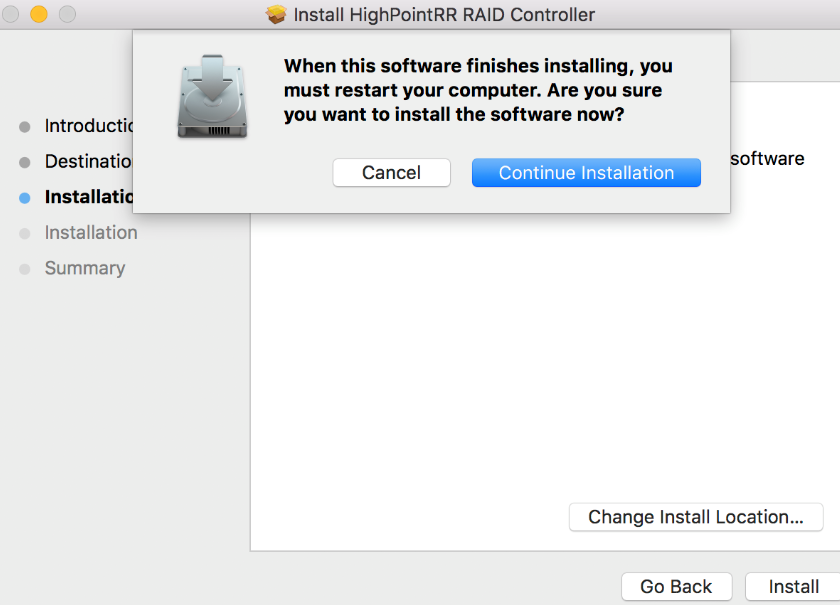 Install HighPointRR RAID Controller
When this software finishes installing, you
must restart your computer. Are you sure
you want to install the software now?
Cancel
Continue Installation
Introductio
Destinatio
Installatio
Installation
Summary
software
Change Install Location...
Go Back
Install